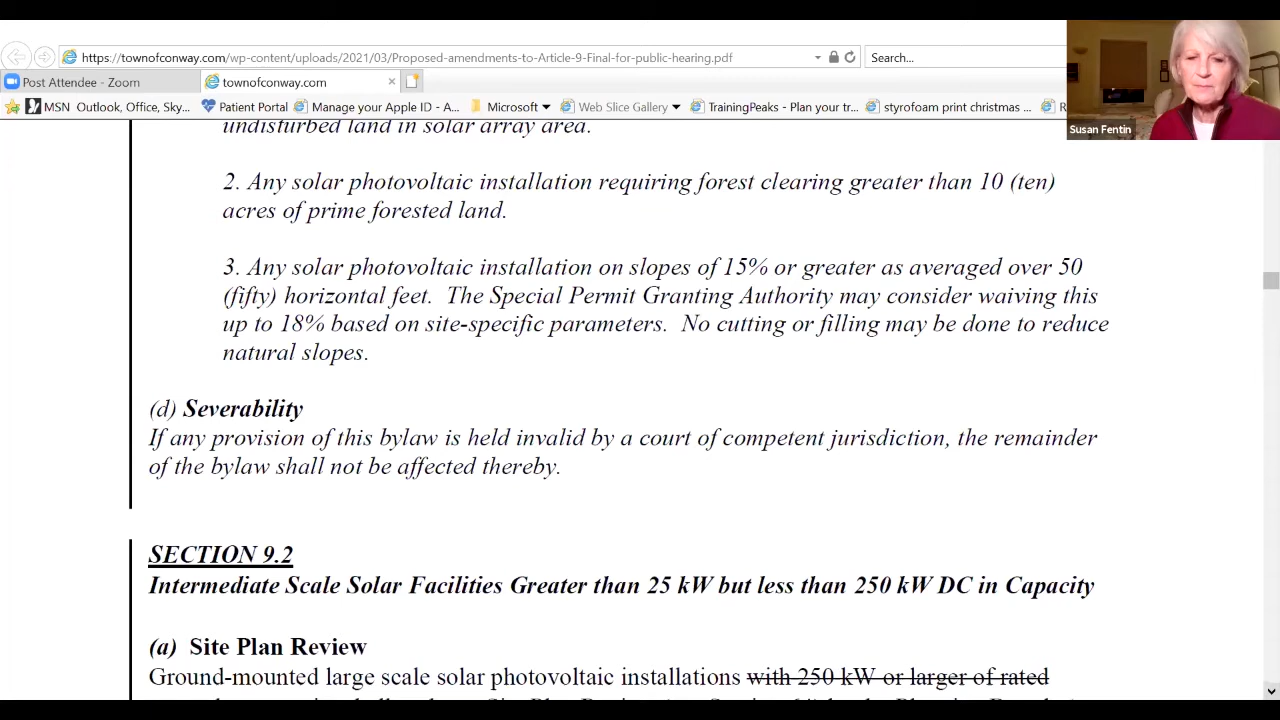 https://townofconway.com/wp-content/uploads/2021/03/Proposed-amendments-to-Article-9-Final-for-public-hearing.pdf
Search...
Post Attendee - Zoom
townofconway.com
MSN Outlook, Office, Sky... Patient Portal Manage your Apple ID - A... Microsoft Web Slice Gallery TrainingPeaks - Plan your tr... styrofoam print christmas ...
Susan Fentin
undisturbed land in solar array area.
2. Any solar photovoltaic installation requiring forest clearing greater than 10 (ten)
acres of prime forested land.
3. Any solar photovoltaic installation on slopes of 15% or greater as averaged over 50
(fifty) horizontal feet. The Special Permit Granting Authority may consider waiving this
up to 18% based on site-specific parameters. No cutting or filling may be done to reduce
natural slopes.
(d) Severability
If any provision of this bylaw is held invalid by a court of competent jurisdiction, the remainder
of the bylaw shall not be affected thereby.
SECTION 9.2
Intermediate Scale Solar Facilities Greater than 25 kW but less than 250 kW DC in Capacity
(a) Site Plan Review
Ground-mounted large scale solar photovoltaic installations with 250 kW or larger of rated